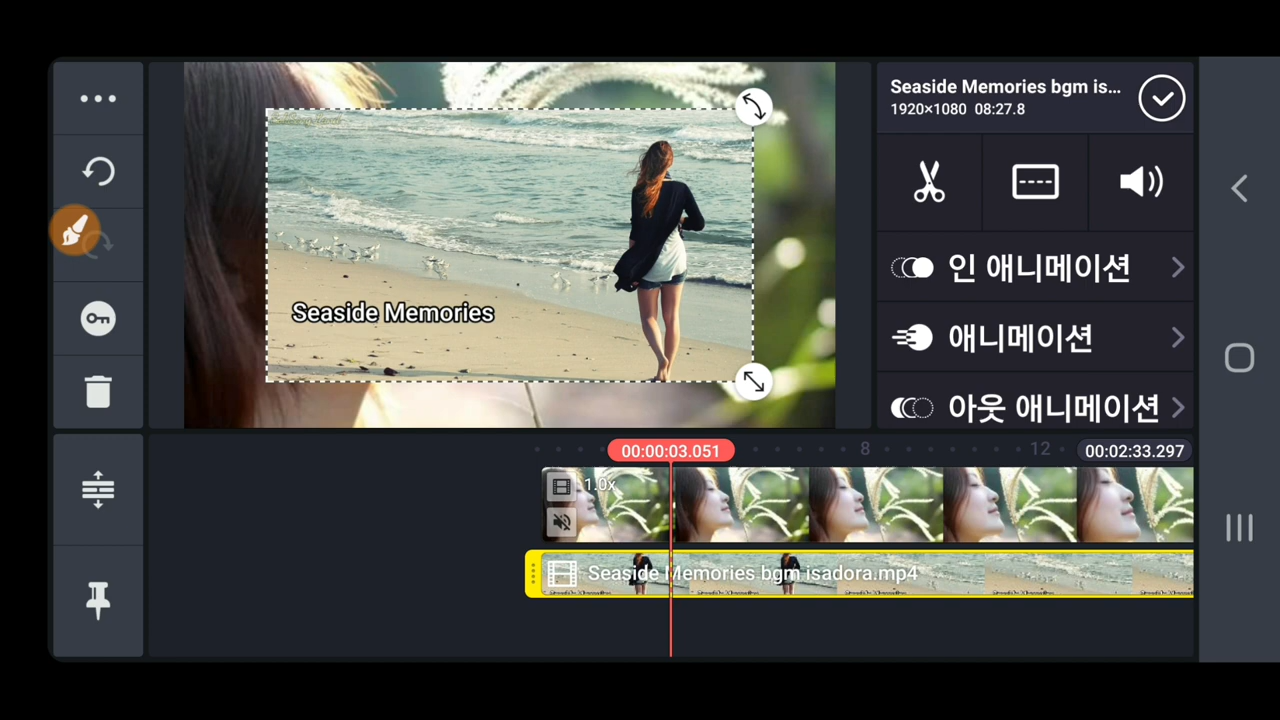 Seaside Memories bgm is...
1920×1080 08:27.8
Seaside Memories
인 애니메이션
애니메이션
아웃 애니메이션
00:00:03.051
8
12
00:02:33.297
1.0x
Seaside Memories bgm isadora.mp4